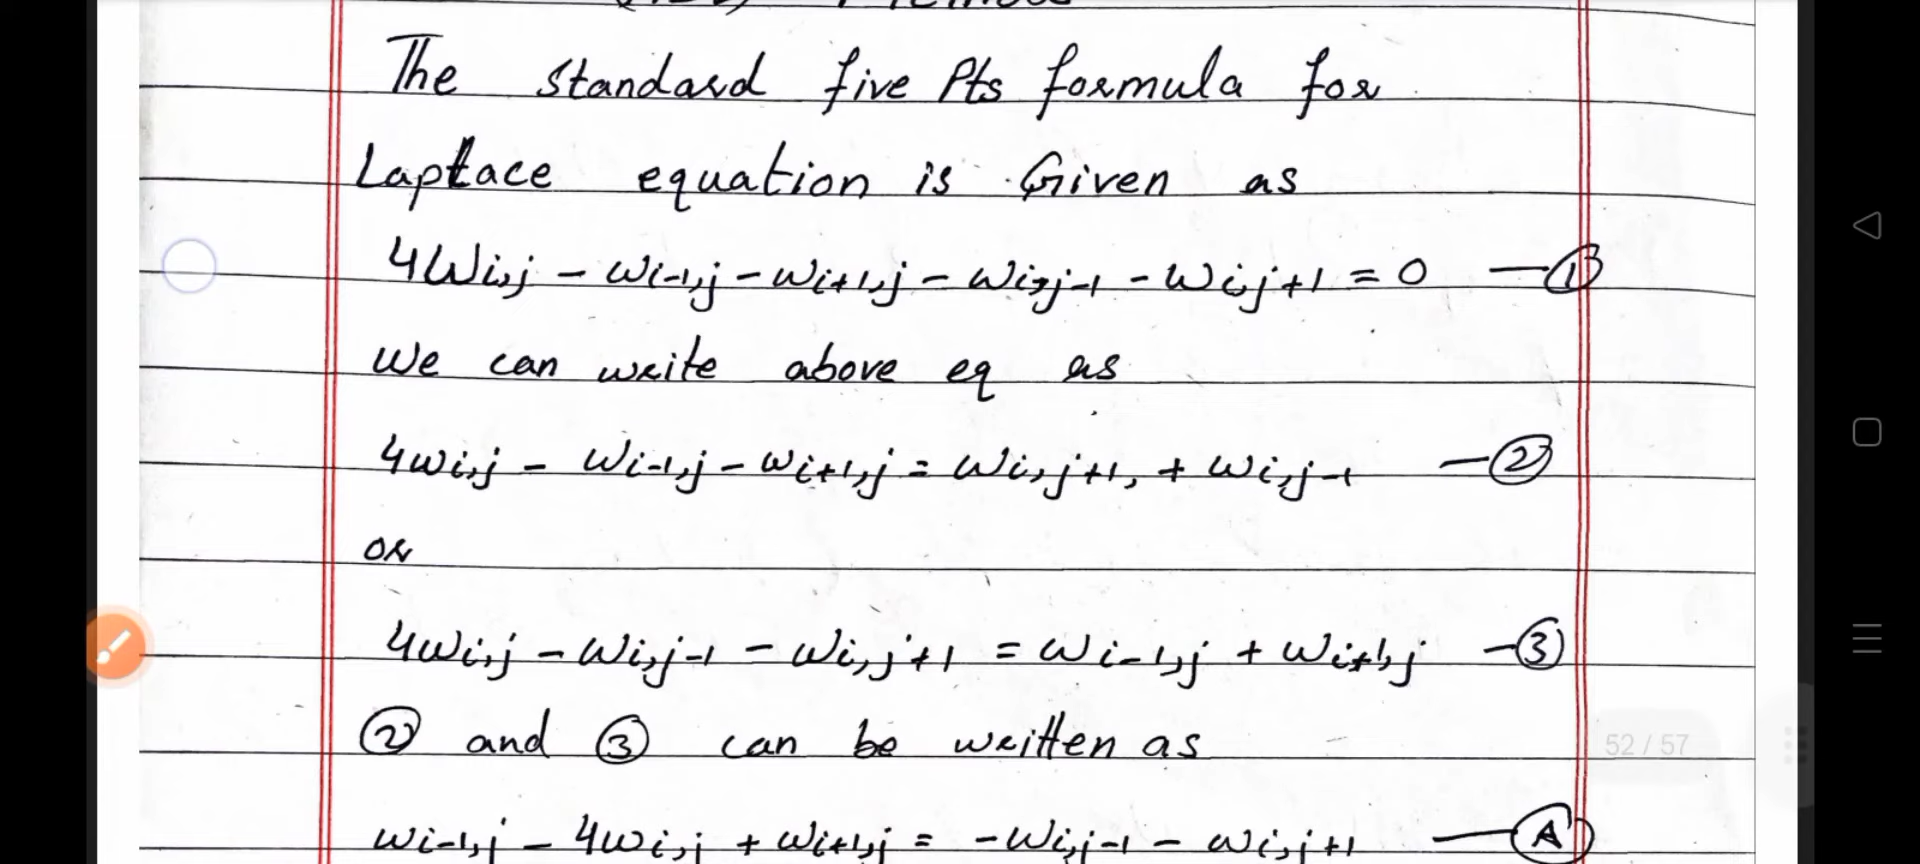 The standard five Pts formula for
Laplace equation is Given as
4Wi,j - Wi-1,j - Wi+1,j - Wi,j-1 - Wi,j+1 = 0 — ①
We can write above eq as
4Wi,j - Wi-1,j - Wi+1,j = Wi,j+1, + Wi,j-1 — ②
or
4Wi,j - Wi,j-1 - Wi,j+1 = Wi-1,j + Wi+1,j — ③
② and ③ can be written as
52 / 57
Wi-1,j - 4Wi,j + Wi+1,j = -Wi,j-1 - Wi,j+1 — Ⓐ